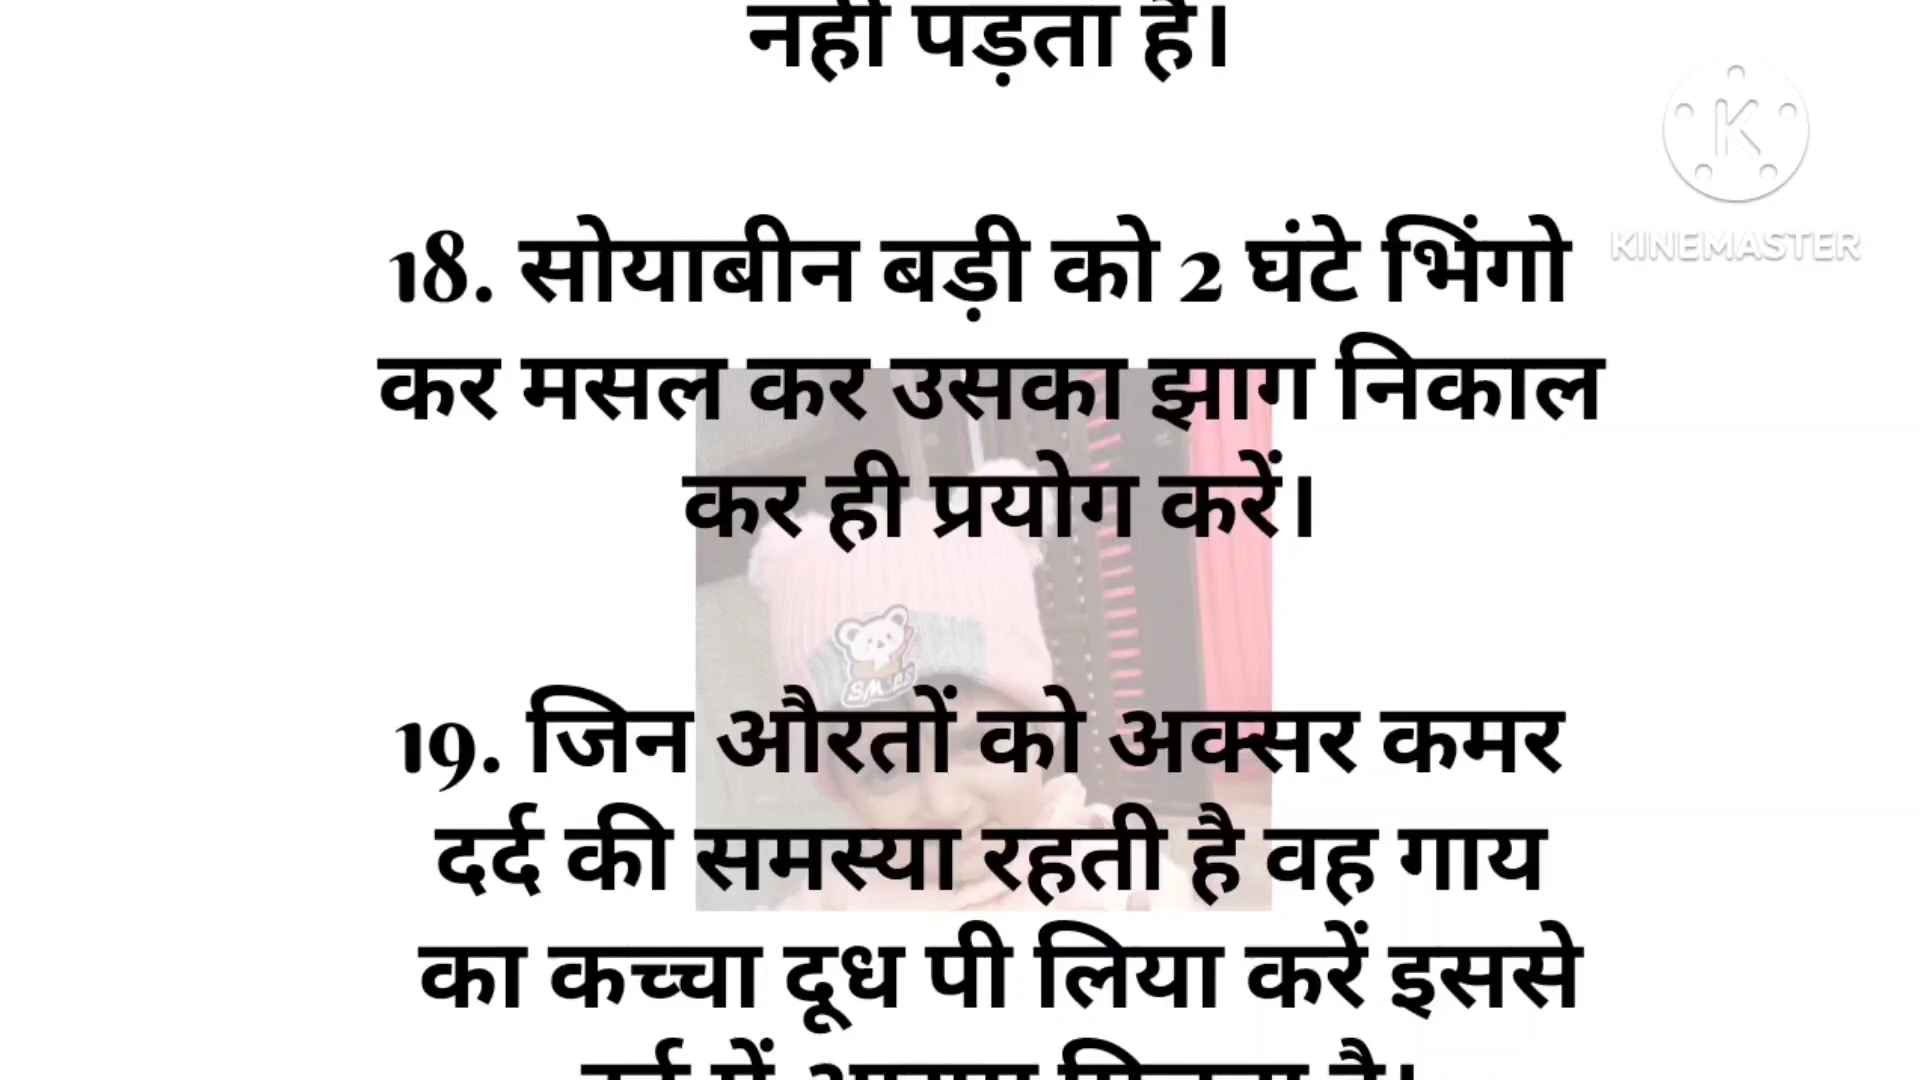 नहीं पड़ता है।
KINEMASTER
18. सोयाबीन बड़ी को 2 घंटे भिंगो
कर मसल कर उसका झाग निकाल
कर ही प्रयोग करें।
19. जिन औरतों को अक्सर कमर
दर्द की समस्या रहती है वह गाय
का कच्चा दूध पी लिया करें इससे